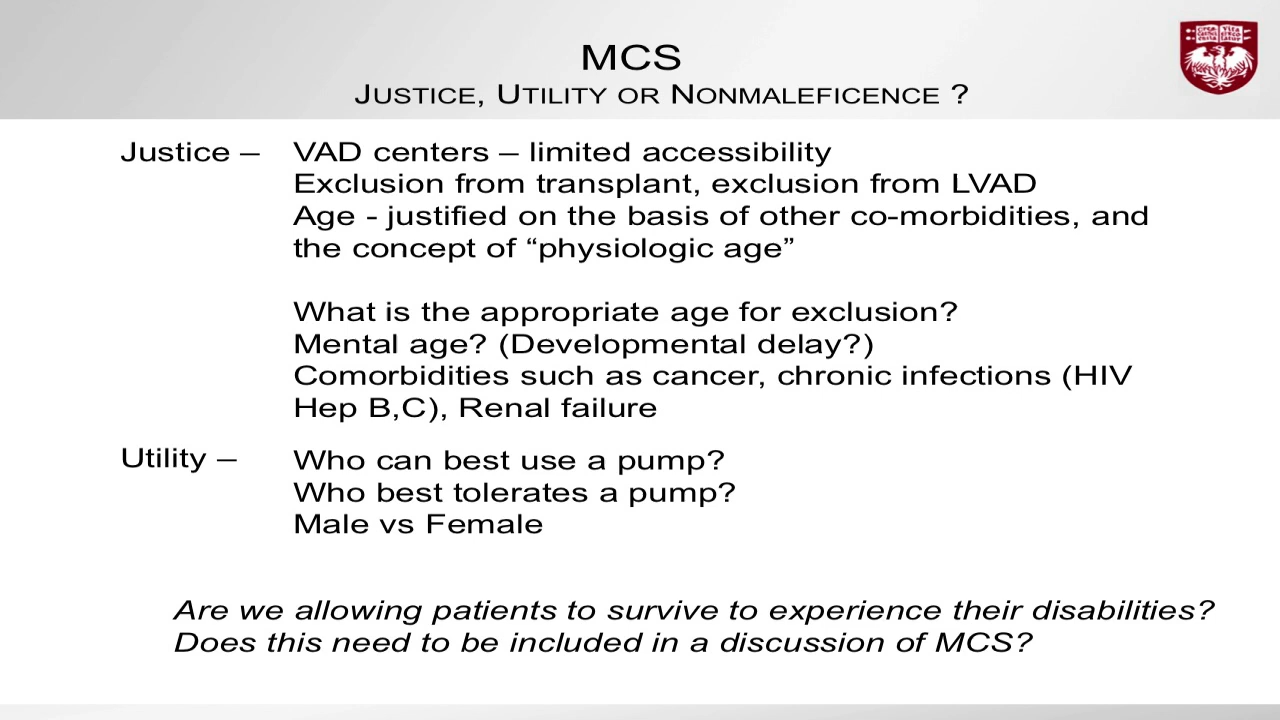 MCS
JUSTICE, UTILITY OR NONMALEFICENCE ?
Justice – VAD centers – limited accessibility
Exclusion from transplant, exclusion from LVAD
Age - justified on the basis of other co-morbidities, and
the concept of “physiologic age”
What is the appropriate age for exclusion?
Mental age? (Developmental delay?)
Comorbidities such as cancer, chronic infections (HIV
Hep B,C), Renal failure
Utility – Who can best use a pump?
Who best tolerates a pump?
Male vs Female
Are we allowing patients to survive to experience their disabilities?
Does this need to be included in a discussion of MCS?